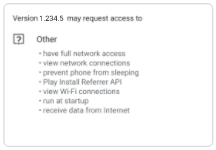 Version 1.234.5 may request access to
? Other
• have full network access
• view network connections
• prevent phone from sleeping
• Play Install Referrer API
• view Wi-Fi connections
• run at startup
• receive data from Internet